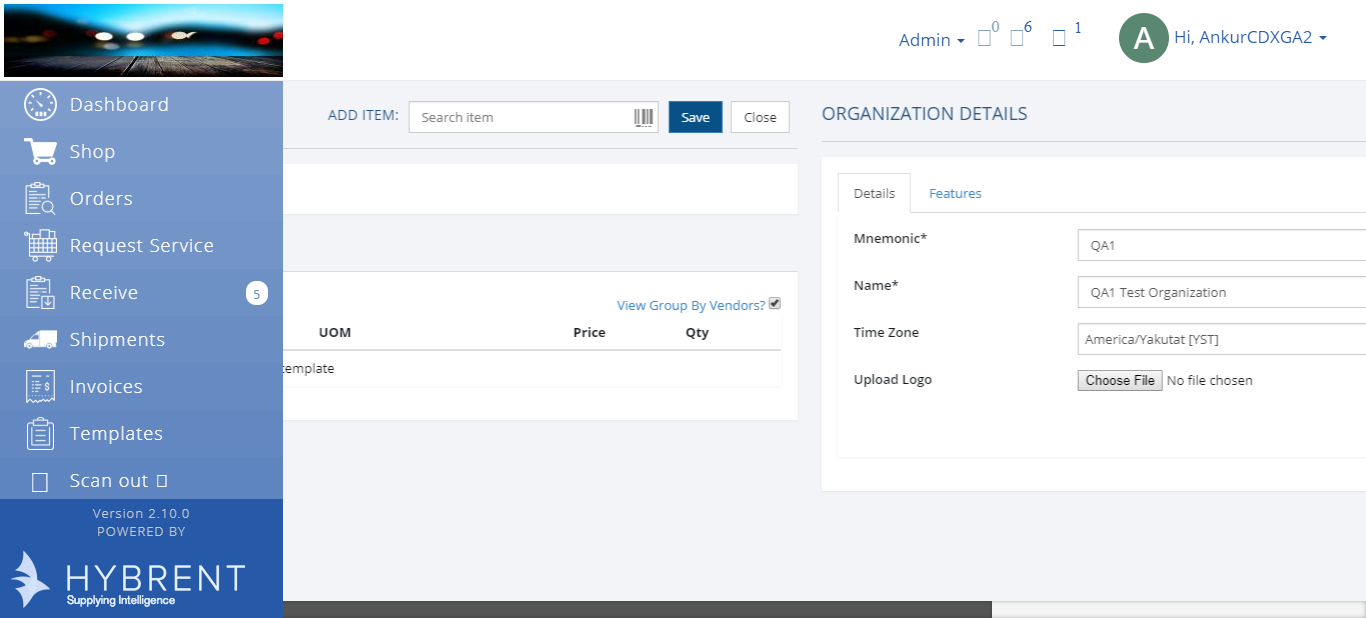 Admin
0
6
1
A
Hi, AnkurCDXGA2
Dashboard
Shop
Orders
Request Service
Receive
5
Shipments
Invoices
Templates
Scan out
Version 2.10.0
POWERED BY
HYBRENT
Supplying Intelligence
ADD ITEM:
Search item
Save
Close
View Group By Vendors?
UOM
Price
Qty
template
ORGANIZATION DETAILS
Details
Features
Mnemonic*
QA1
Name*
QA1 Test Organization
Time Zone
America/Yakutat [YST]
Upload Logo
Choose File
No file chosen